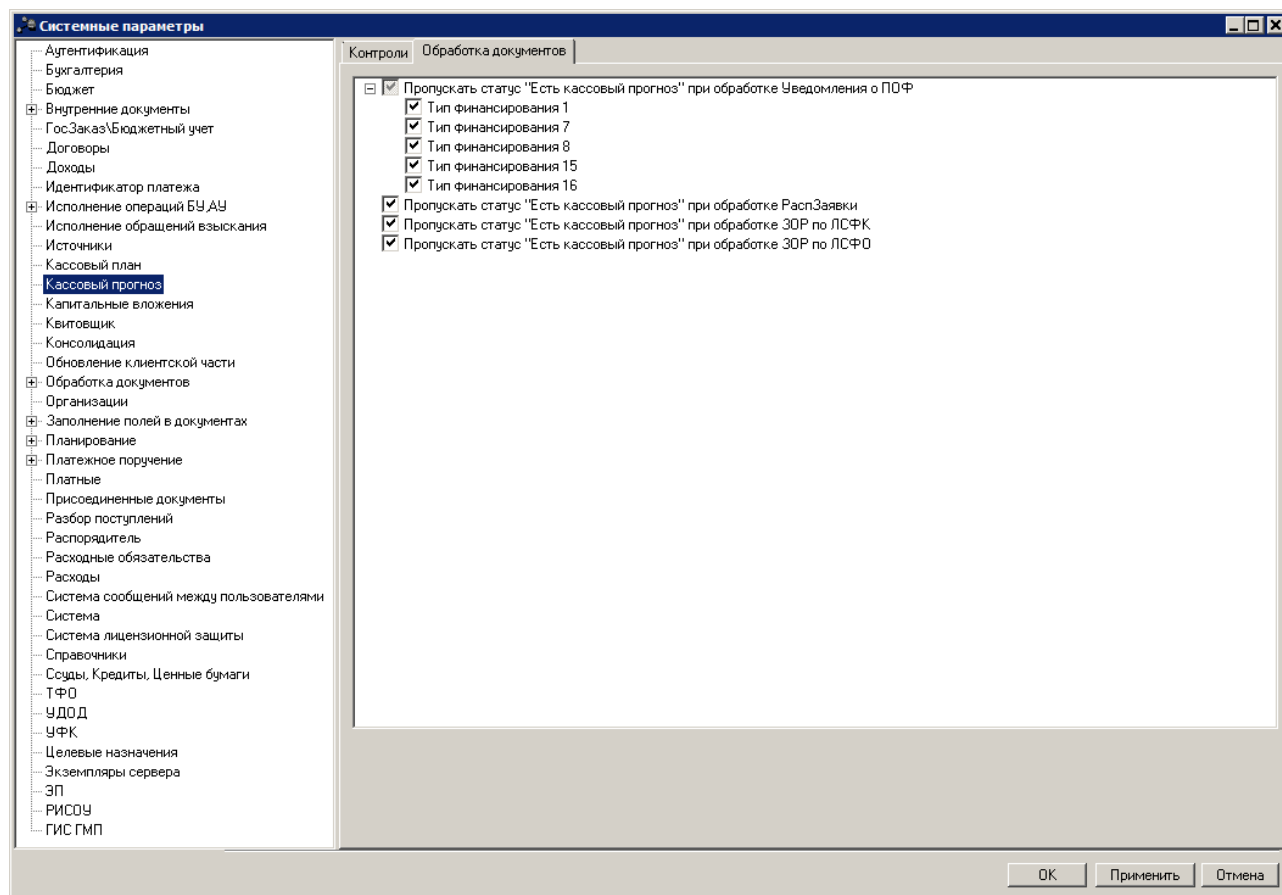 Системные параметры
Аутентификация
Бухгалтерия
Бюджет
Внутренние документы
ГосЗаказ\Бюджетный учет
Договоры
Доходы
Идентификатор платежа
Исполнение операций БУ,АУ
Исполнение обращений взыскания
Источники
Кассовый план
Кассовый прогноз
Капитальные вложения
Квитовщик
Консолидация
Обновление клиентской части
Обработка документов
Организации
Заполнение полей в документах
Планирование
Платежное поручение
Платные
Присоединенные документы
Разбор поступлений
Распорядитель
Расходные обязательства
Расходы
Система сообщений между пользователями
Система
Система лицензионной защиты
Справочники
Ссуды, Кредиты, Ценные бумаги
ТФО
УДОД
УФК
Целевые назначения
Экземпляры сервера
ЭП
РИСОУ
ГИС ГМП
Контроли Обработка документов
Пропускать статус "Есть кассовый прогноз" при обработке Уведомления о ПОФ
Тип финансирования 1
Тип финансирования 7
Тип финансирования 8
Тип финансирования 15
Тип финансирования 16
Пропускать статус "Есть кассовый прогноз" при обработке РаспЗаявки
Пропускать статус "Есть кассовый прогноз" при обработке ЗОР по ЛСФК
Пропускать статус "Есть кассовый прогноз" при обработке ЗОР по ЛСФО
OK Применить Отмена